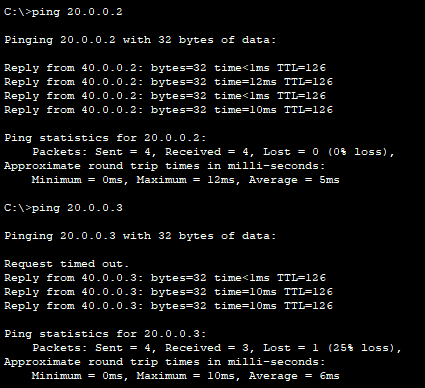 C:\>ping 20.0.0.2
Pinging 20.0.0.2 with 32 bytes of data:
Reply from 40.0.0.2: bytes=32 time<1ms TTL=126
Reply from 40.0.0.2: bytes=32 time=12ms TTL=126
Reply from 40.0.0.2: bytes=32 time<1ms TTL=126
Reply from 40.0.0.2: bytes=32 time=10ms TTL=126
Ping statistics for 20.0.0.2:
    Packets: Sent = 4, Received = 4, Lost = 0 (0% loss),
Approximate round trip times in milli-seconds:
    Minimum = 0ms, Maximum = 12ms, Average = 5ms
C:\>ping 20.0.0.3
Pinging 20.0.0.3 with 32 bytes of data:
Request timed out.
Reply from 40.0.0.3: bytes=32 time<1ms TTL=126
Reply from 40.0.0.3: bytes=32 time=10ms TTL=126
Reply from 40.0.0.3: bytes=32 time=10ms TTL=126
Ping statistics for 20.0.0.3:
    Packets: Sent = 4, Received = 3, Lost = 1 (25% loss),
Approximate round trip times in milli-seconds:
    Minimum = 0ms, Maximum = 10ms, Average = 6ms